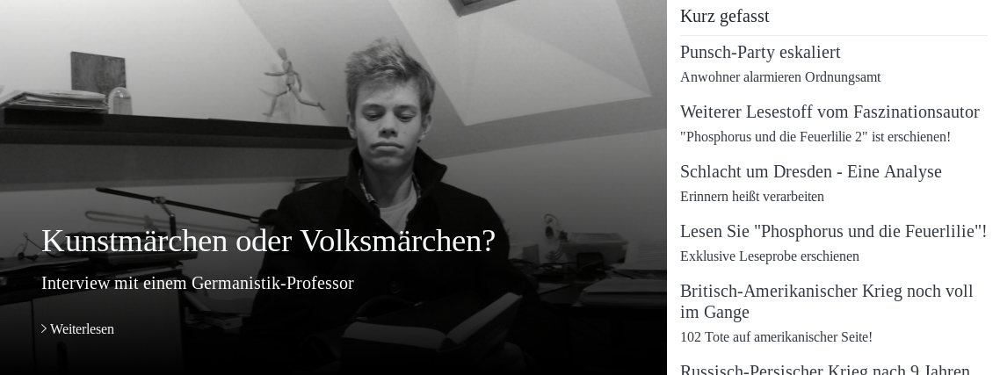 Kunstmärchen oder Volksmärchen?
Interview mit einem Germanistik-Professor
Weiterlesen
Kurz gefasst
Punsch-Party eskaliert
Anwohner alarmieren Ordnungsamt
Weiterer Lesestoff vom Faszinationsautor
"Phosphorus und die Feuerlilie 2" ist erschienen!
Schlacht um Dresden - Eine Analyse
Erinnern heißt verarbeiten
Lesen Sie "Phosphorus und die Feuerlilie"!
Exklusive Leseprobe erschienen
Britisch-Amerikanischer Krieg noch voll
im Gange
102 Tote auf amerikanischer Seite!
Russisch-Persischer Krieg nach 9 Jahren